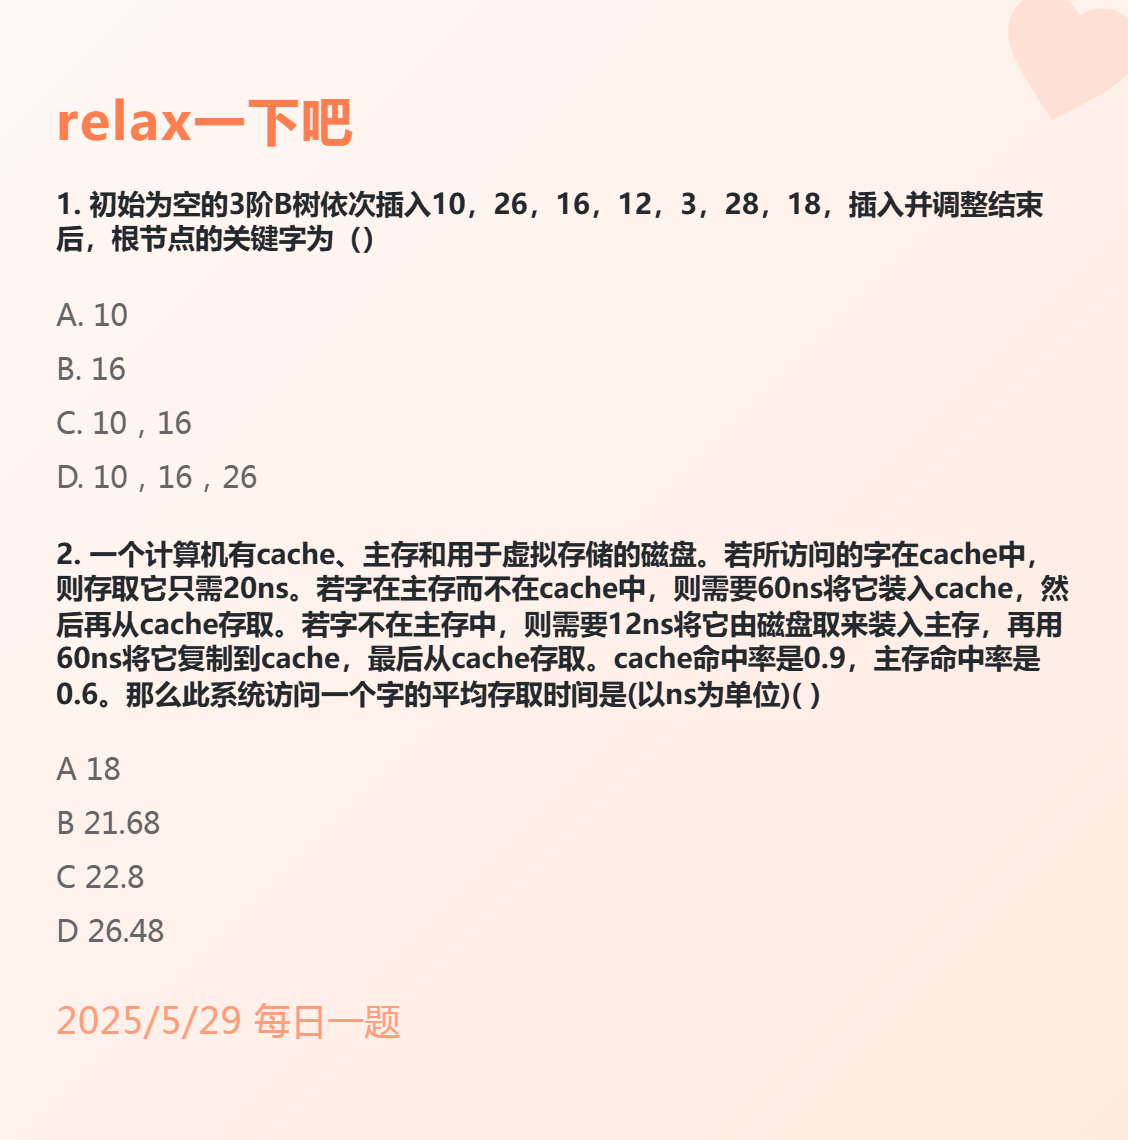 relax一下吧
1. 初始为空的3阶B树依次插入10，26，16，12，3，28，18，插入并调整结束
后，根节点的关键字为（）
A. 10
B. 16
C. 10，16
D. 10，16，26
2. 一个计算机有cache、主存和用于虚拟存储的磁盘。若所访问的字在cache中，
则存取它只需20ns。若字在主存而不在cache中，则需要60ns将它装入cache，然
后再从cache存取。若字不在主存中，则需要12ns将它由磁盘取来装入主存，再用
60ns将它复制到cache，最后从cache存取。cache命中率是0.9，主存命中率是
0.6。那么此系统访问一个字的平均存取时间是(以ns为单位)( )
A 18
B 21.68
C 22.8
D 26.48
2025/5/29 每日一题